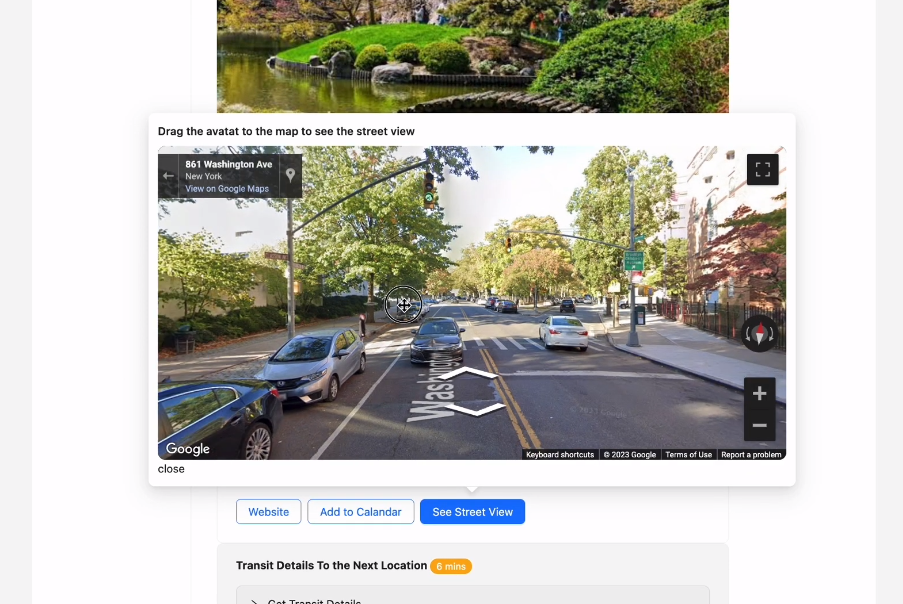 Drag the avatat to the map to see the street view
861 Washington Ave
New York
View on Google Maps
Washington
Google
Keyboard shortcuts
© 2023 Google
Terms of Use
Report a problem
close
Website
Add to Calandar
See Street View
Transit Details To the Next Location 6 mins
Get Transit Details